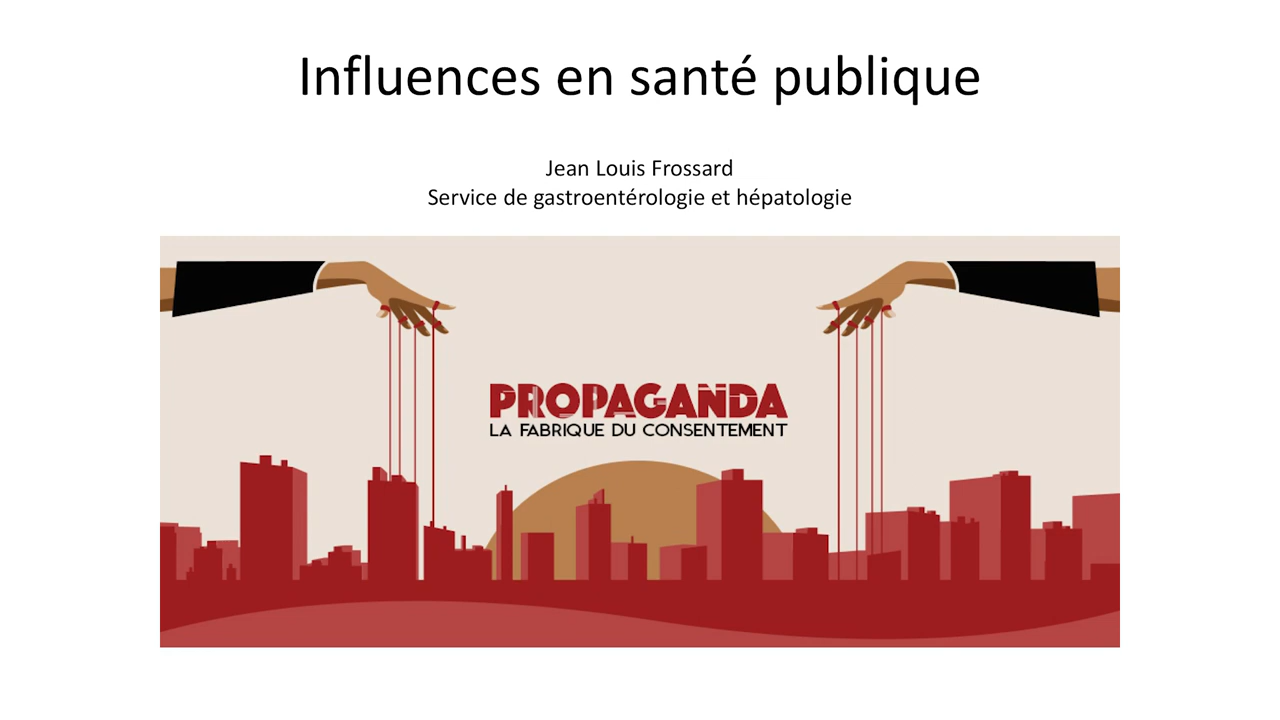 Influences en santé publique
Jean Louis Frossard
Service de gastroentérologie et hépatologie
PROPAGANDA
LA FABRIQUE DU CONSENTEMENT